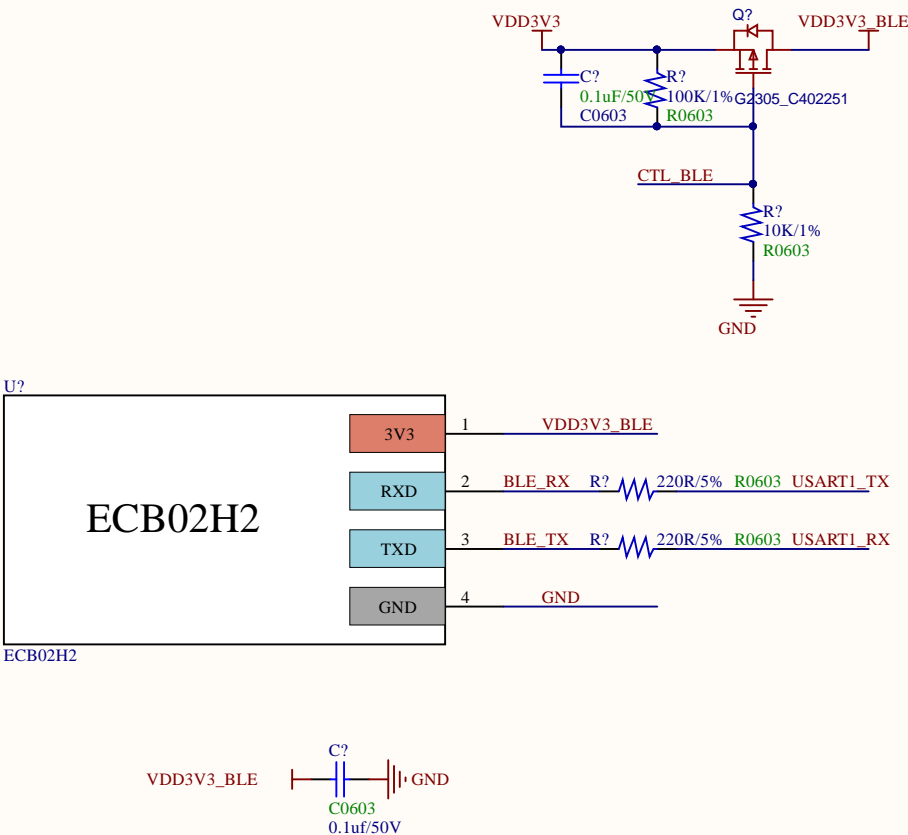 VDD3V3
Q?
VDD3V3_BLE
C?
0.1uF/50V
C0603
R?
100K/1%
R0603
G2305_C402251
CTL_BLE
R?
10K/1%
R0603
GND
U?
3V3
1
VDD3V3_BLE
RXD
2
BLE_RX
R?
220R/5%
R0603
USART1_TX
ECB02H2
TXD
3
BLE_TX
R?
220R/5%
R0603
USART1_RX
GND
4
GND
ECB02H2
C?
VDD3V3_BLE
GND
C0603
0.1uf/50V